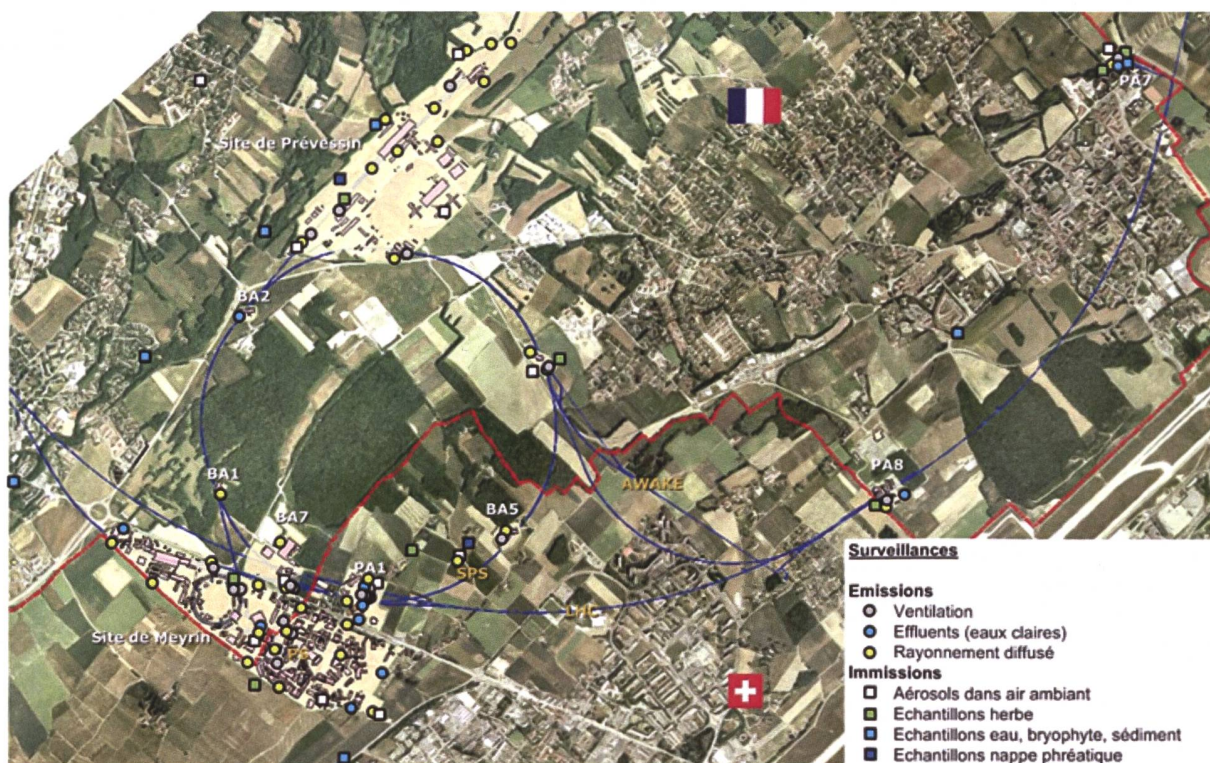 PA7
Site de Prévessin
BA2
BA1
BA7
BA5
PA8
AWAKE
PA1
SPS
LHC
Site de Meyrin
PS
Surveillances
Emissions
Ventilation
Effluents (eaux claires)
Rayonnement diffusé
Immissions
Aérosols dans air ambiant
Echantillons herbe
Echantillons eau, bryophyte, sédiment
Echantillons nappe phréatique